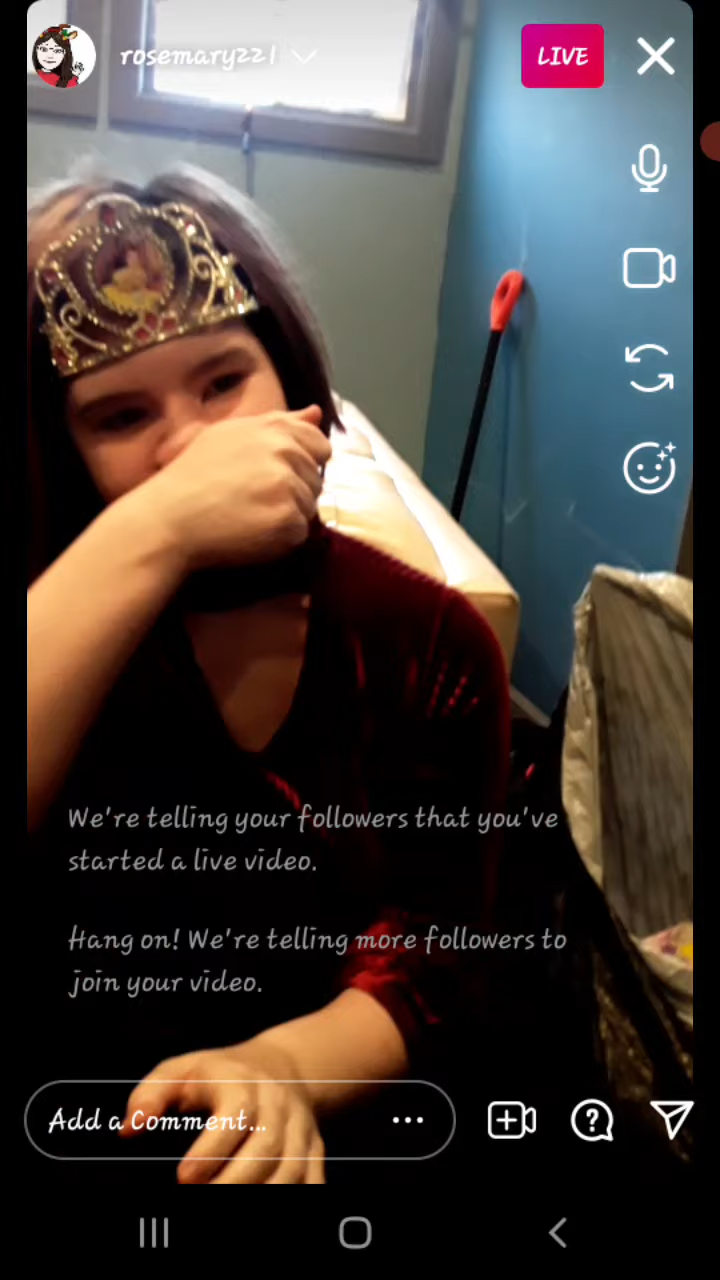 rosemary221
LIVE
We're telling your followers that you've
started a live video.
Hang on! We're telling more followers to
join your video.
Add a Comment...